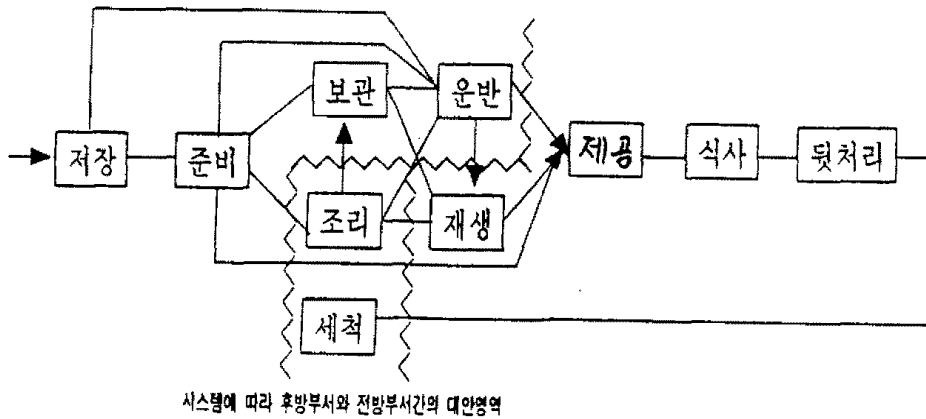 보관
운반
저장
준비
제공
식사
뒷처리
조리
재생
세척
시스템에 따라 후방부서와 전방부서간의 대안영역